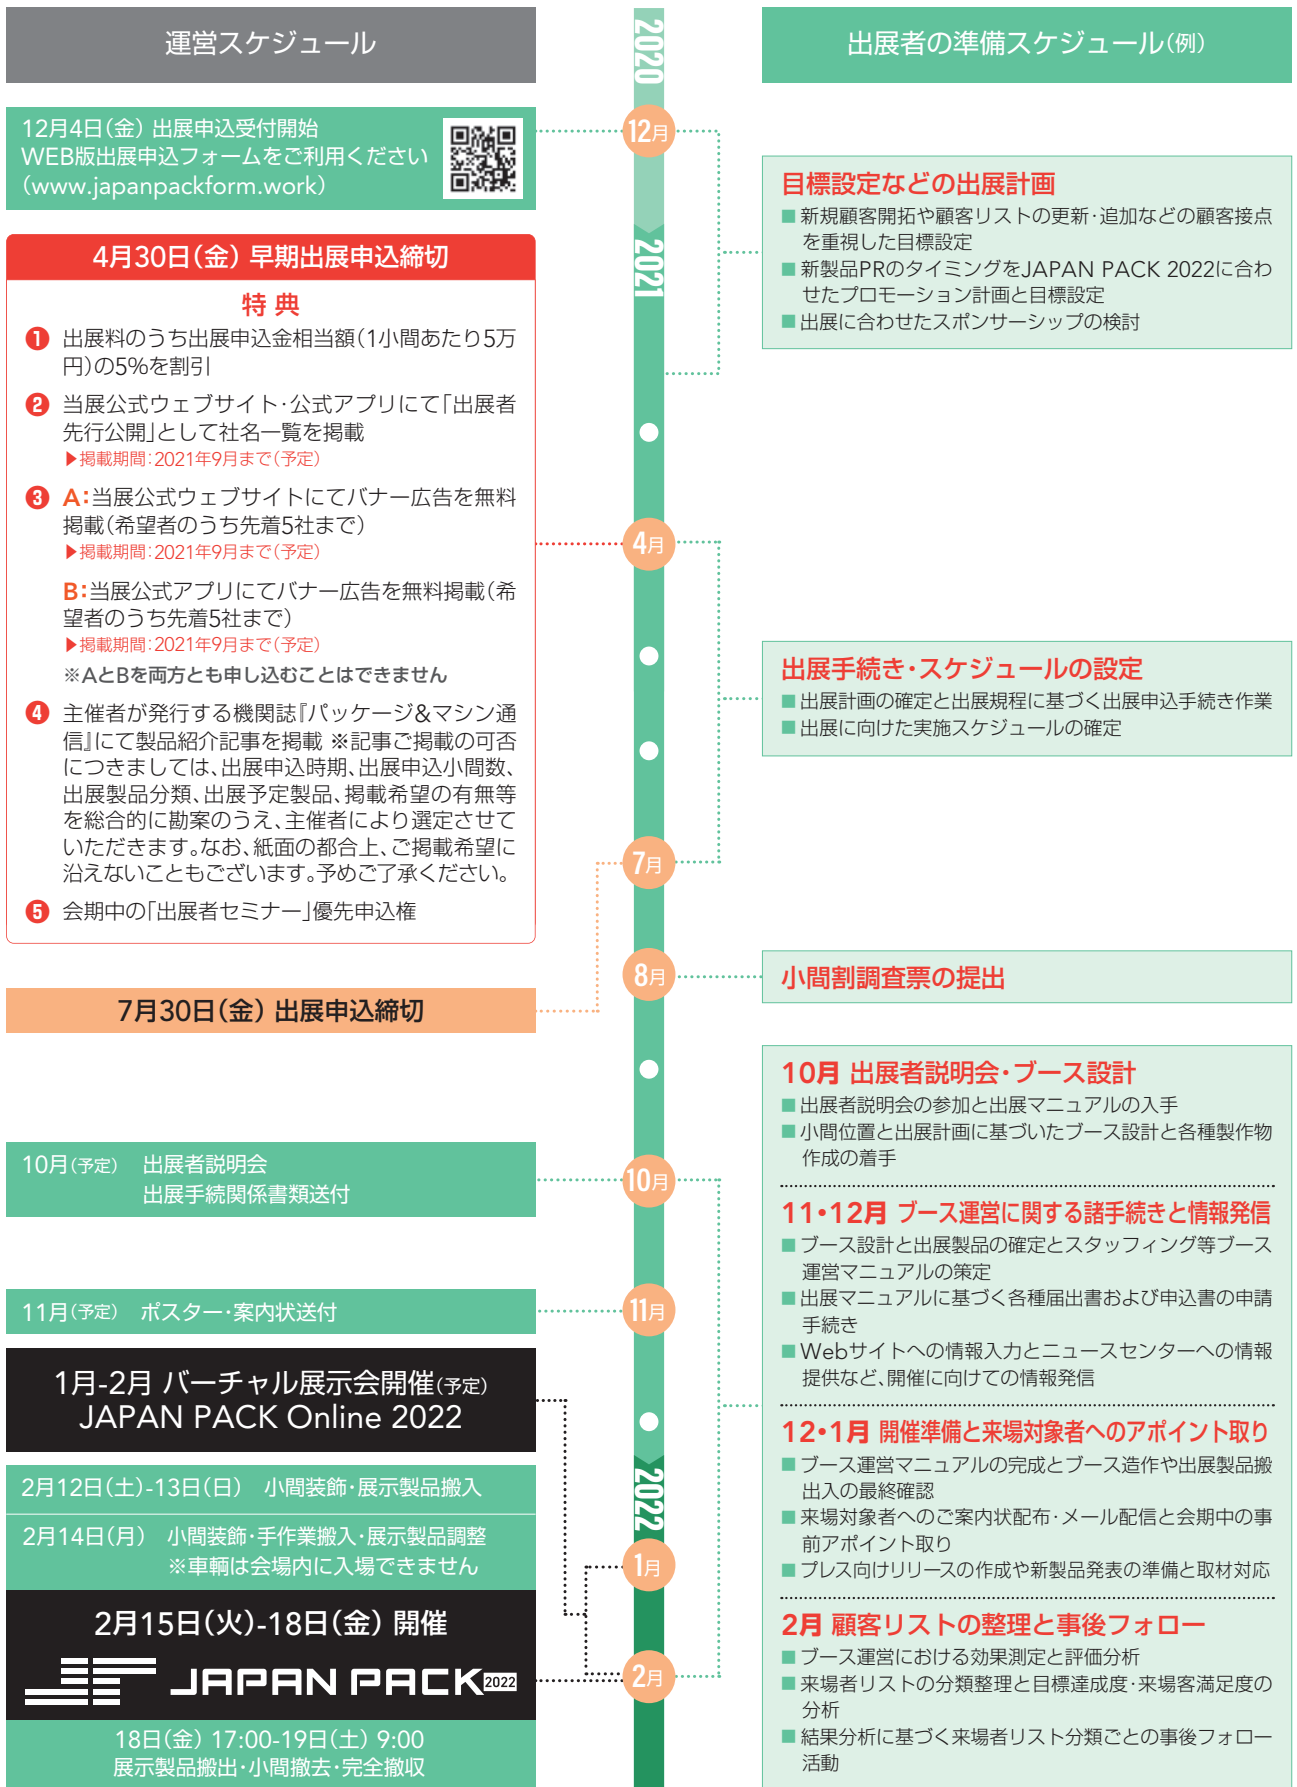 運営スケジュール
12月4日(金) 出展申込受付開始
WEB版出展申込フォームをご利用ください
(www.japanpackform.work)
4月30日(金) 早期出展申込締切
特 典
❶ 出展料のうち出展申込金相当額(1小間あたり5万
円)の5%を割引
❷ 当展公式ウェブサイト・公式アプリにて「出展者
先行公開」として社名一覧を掲載
▶掲載期間:2021年9月まで(予定)
❸ A:当展公式ウェブサイトにてバナー広告を無料
掲載(希望者のうち先着5社まで)
▶掲載期間:2021年9月まで(予定)
B:当展公式アプリにてバナー広告を無料掲載(希
望者のうち先着5社まで)
▶掲載期間:2021年9月まで(予定)
※AとBを両方とも申し込むことはできません
❹ 主催者が発行する機関誌『パッケージ&マシン通
信』にて製品紹介記事を掲載 ※記事ご掲載の可否
につきましては、出展申込時期、出展申込小間数、
出展製品分類、出展予定製品、掲載希望の有無等
を総合的に勘案のうえ、主催者により選定させて
いただきます。なお、紙面の都合上、ご掲載希望に
沿えないこともございます。予めご了承ください。
❺ 会期中の「出展者セミナー」優先申込権
7月30日(金) 出展申込締切
10月(予定) 出展者説明会
出展手続関係書類送付
11月(予定) ポスター・案内状送付
1月-2月 バーチャル展示会開催(予定)
JAPAN PACK Online 2022
2月12日(土)-13日(日) 小間装飾・展示製品搬入
2月14日(月) 小間装飾・手作業搬入・展示製品調整
※車輌は会場内に入場できません
2月15日(火)-18日(金) 開催
JAPAN PACK 2022
18日(金) 17:00-19日(土) 9:00
展示製品搬出・小間撤去・完全撤収
2020
12月
2021
4月
7月
8月
10月
11月
2022
1月
2月
出展者の準備スケジュール(例)
目標設定などの出展計画
■ 新規顧客開拓や顧客リストの更新・追加などの顧客接点
を重視した目標設定
■ 新製品PRのタイミングをJAPAN PACK 2022に合わ
せたプロモーション計画と目標設定
■ 出展に合わせたスポンサーシップの検討
出展手続き・スケジュールの設定
■ 出展計画の確定と出展規程に基づく出展申込手続き作業
■ 出展に向けた実施スケジュールの確定
小間割調査票の提出
10月 出展者説明会・ブース設計
■ 出展者説明会の参加と出展マニュアルの入手
■ 小間位置と出展計画に基づいたブース設計と各種製作物
作成の着手
11・12月 ブース運営に関する諸手続きと情報発信
■ ブース設計と出展製品の確定とスタッフィング等ブース
運営マニュアルの策定
■ 出展マニュアルに基づく各種届出書および申込書の申請
手続き
■ Webサイトへの情報入力とニュースセンターへの情報
提供など、開催に向けての情報発信
12・1月 開催準備と来場対象者へのアポイント取り
■ ブース運営マニュアルの完成とブース造作や出展製品搬
出入の最終確認
■ 来場対象者へのご案内状配布・メール配信と会期中の事
前アポイント取り
■ プレス向けリリースの作成や新製品発表の準備と取材対応
2月 顧客リストの整理と事後フォロー
■ ブース運営における効果測定と評価分析
■ 来場者リストの分類整理と目標達成度・来場客満足度の
分析
■ 結果分析に基づく来場者リスト分類ごとの事後フォロー
活動